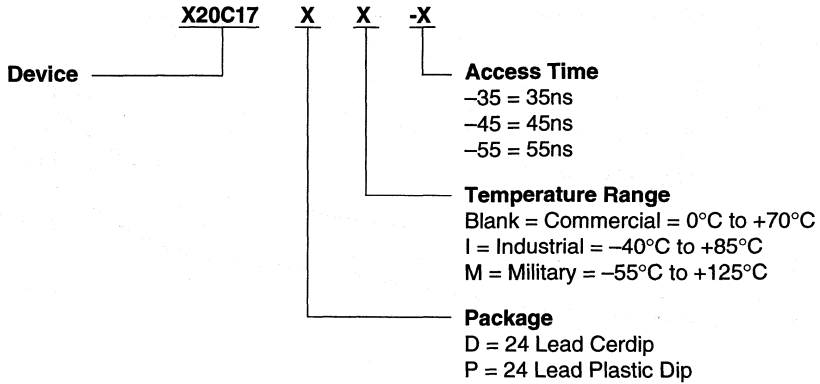 X20C17 X X -X
Device
Access Time
–35 = 35ns
–45 = 45ns
–55 = 55ns
Temperature Range
Blank = Commercial = 0°C to +70°C
I = Industrial = –40°C to +85°C
M = Military = –55°C to +125°C
Package
D = 24 Lead Cerdip
P = 24 Lead Plastic Dip